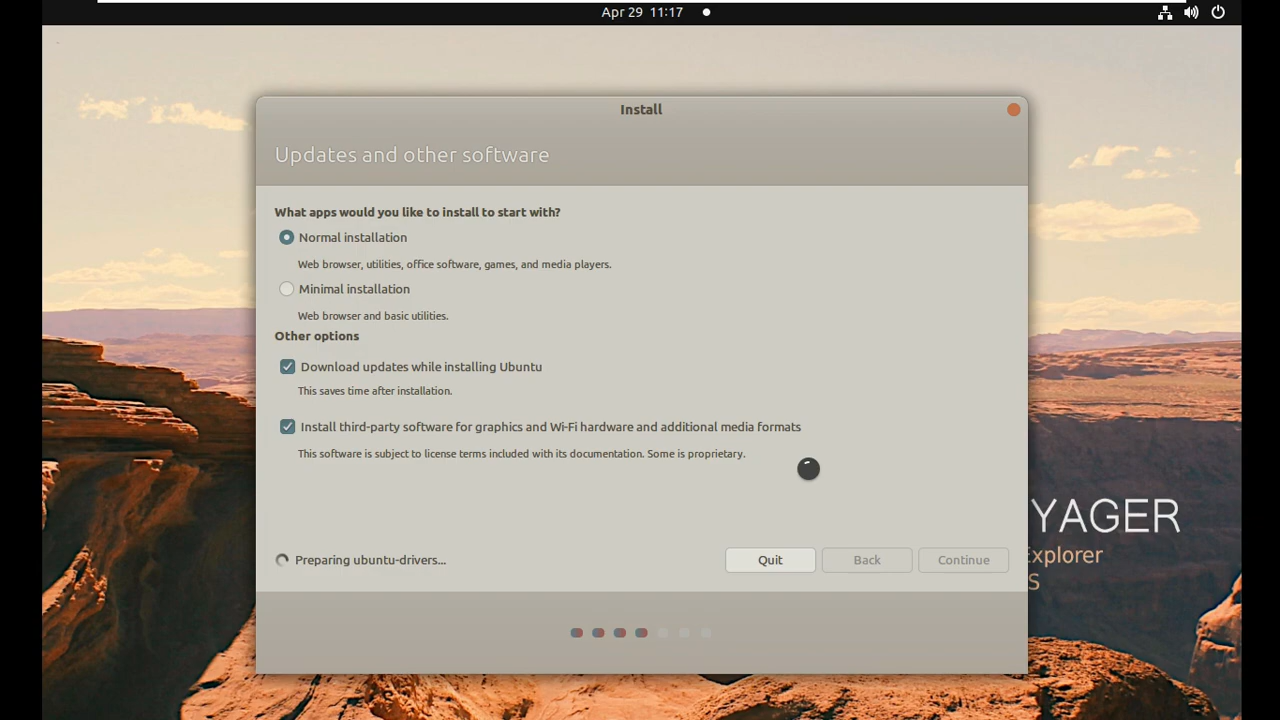 Apr 29 11:17
Install
Updates and other software
What apps would you like to install to start with?
Normal installation
Web browser, utilities, office software, games, and media players.
Minimal installation
Web browser and basic utilities.
Other options
Download updates while installing Ubuntu
This saves time after installation.
Install third-party software for graphics and Wi-Fi hardware and additional media formats
This software is subject to license terms included with its documentation. Some is proprietary.
YAGER
Explorer
S
Preparing ubuntu-drivers...
Quit
Back
Continue